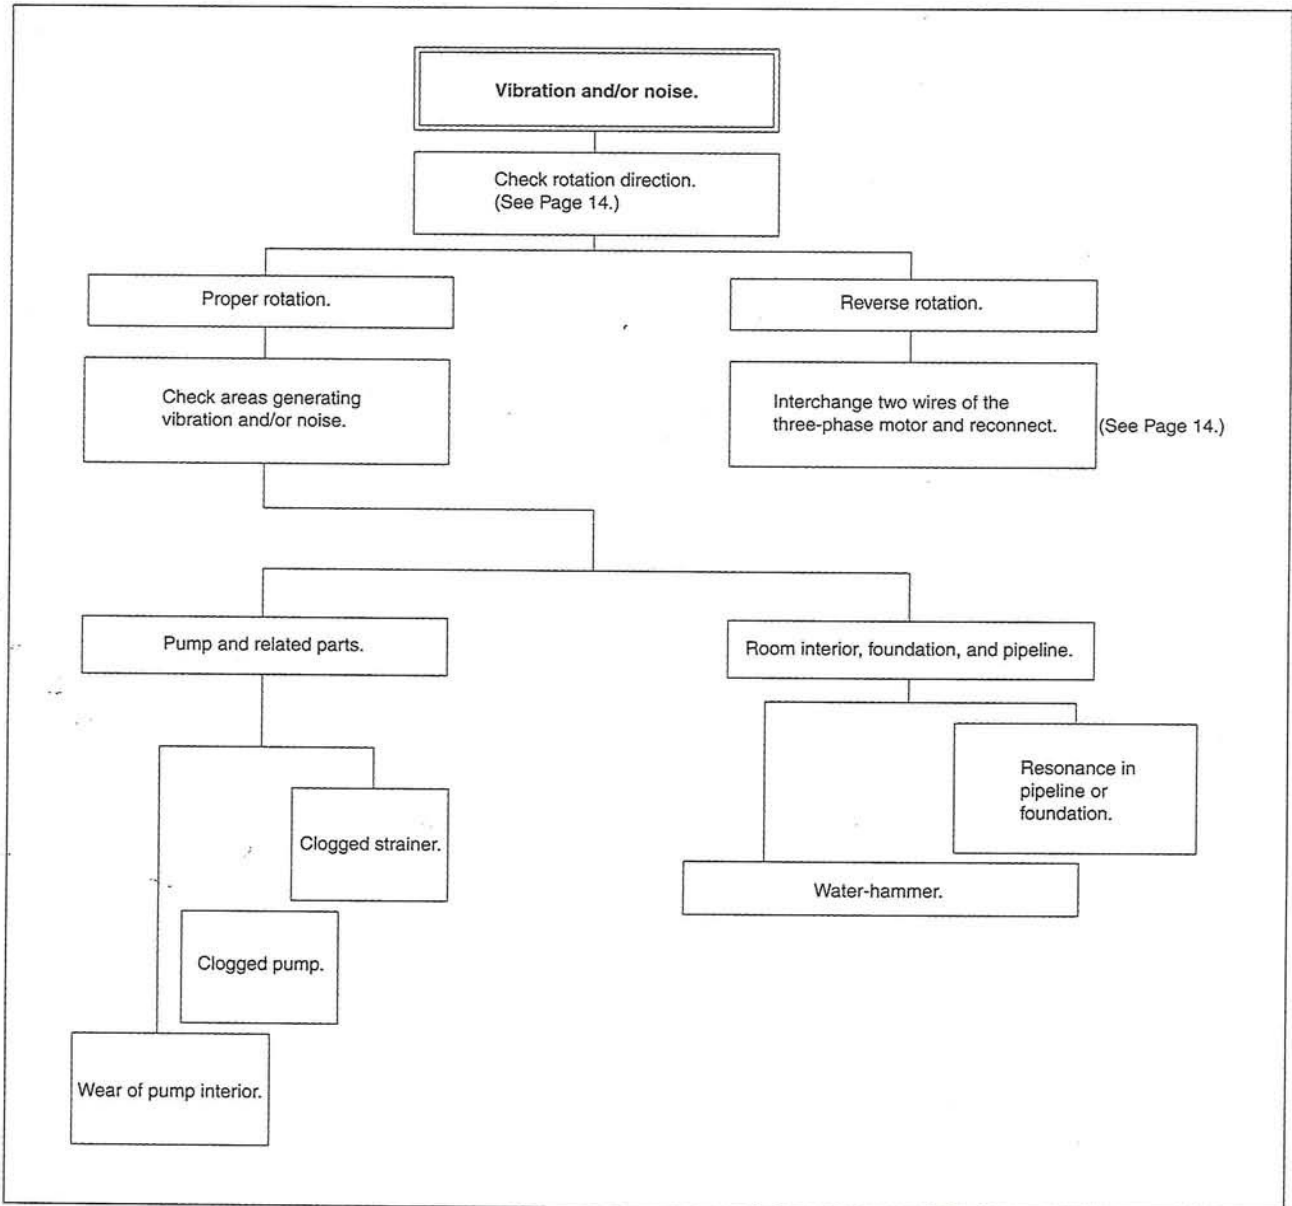 Vibration and/or noise.
Check rotation direction.
(See Page 14.)
Proper rotation.
Reverse rotation.
Check areas generating
vibration and/or noise.
Interchange two wires of the
three-phase motor and reconnect.
(See Page 14.)
Pump and related parts.
Room interior, foundation, and pipeline.
Resonance in
pipeline or
foundation.
Clogged strainer.
Water-hammer.
Clogged pump.
Wear of pump interior.